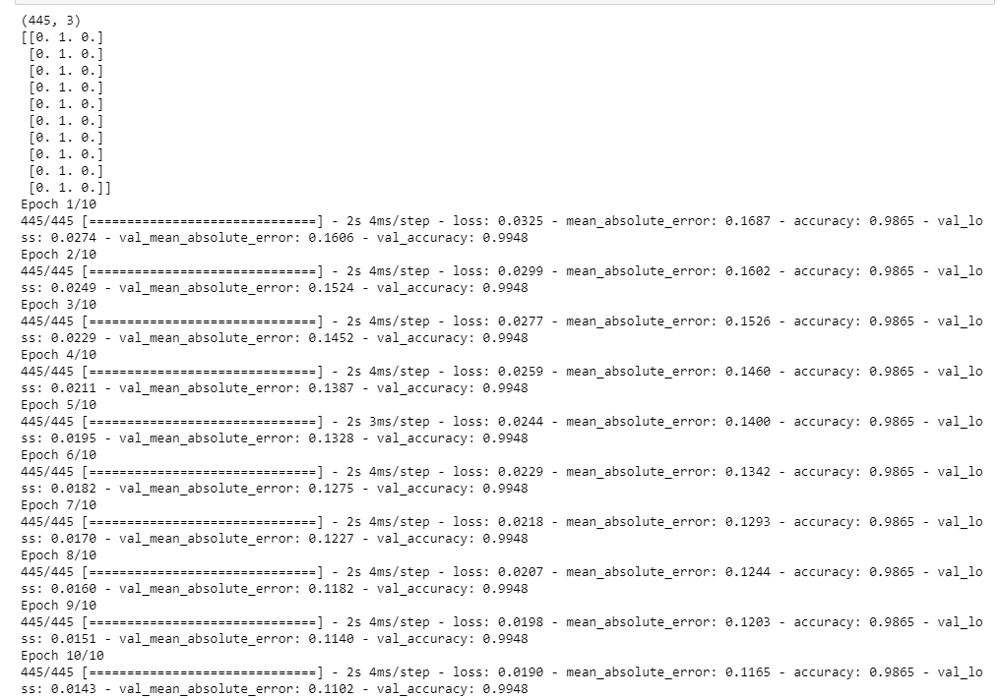 (445, 3)
[[0. 1. 0.]
 [0. 1. 0.]
 [0. 1. 0.]
 [0. 1. 0.]
 [0. 1. 0.]
 [0. 1. 0.]
 [0. 1. 0.]
 [0. 1. 0.]
 [0. 1. 0.]
 [0. 1. 0.]]
Epoch 1/10
445/445 [==============================] - 2s 4ms/step - loss: 0.0325 - mean_absolute_error: 0.1687 - accuracy: 0.9865 - val_lo
ss: 0.0274 - val_mean_absolute_error: 0.1606 - val_accuracy: 0.9948
Epoch 2/10
445/445 [==============================] - 2s 4ms/step - loss: 0.0299 - mean_absolute_error: 0.1602 - accuracy: 0.9865 - val_lo
ss: 0.0249 - val_mean_absolute_error: 0.1524 - val_accuracy: 0.9948
Epoch 3/10
445/445 [==============================] - 2s 4ms/step - loss: 0.0277 - mean_absolute_error: 0.1526 - accuracy: 0.9865 - val_lo
ss: 0.0229 - val_mean_absolute_error: 0.1452 - val_accuracy: 0.9948
Epoch 4/10
445/445 [==============================] - 2s 4ms/step - loss: 0.0259 - mean_absolute_error: 0.1460 - accuracy: 0.9865 - val_lo
ss: 0.0211 - val_mean_absolute_error: 0.1387 - val_accuracy: 0.9948
Epoch 5/10
445/445 [==============================] - 2s 3ms/step - loss: 0.0244 - mean_absolute_error: 0.1400 - accuracy: 0.9865 - val_lo
ss: 0.0195 - val_mean_absolute_error: 0.1328 - val_accuracy: 0.9948
Epoch 6/10
445/445 [==============================] - 2s 4ms/step - loss: 0.0229 - mean_absolute_error: 0.1342 - accuracy: 0.9865 - val_lo
ss: 0.0182 - val_mean_absolute_error: 0.1275 - val_accuracy: 0.9948
Epoch 7/10
445/445 [==============================] - 2s 4ms/step - loss: 0.0218 - mean_absolute_error: 0.1293 - accuracy: 0.9865 - val_lo
ss: 0.0170 - val_mean_absolute_error: 0.1227 - val_accuracy: 0.9948
Epoch 8/10
445/445 [==============================] - 2s 4ms/step - loss: 0.0207 - mean_absolute_error: 0.1244 - accuracy: 0.9865 - val_lo
ss: 0.0160 - val_mean_absolute_error: 0.1182 - val_accuracy: 0.9948
Epoch 9/10
445/445 [==============================] - 2s 4ms/step - loss: 0.0198 - mean_absolute_error: 0.1203 - accuracy: 0.9865 - val_lo
ss: 0.0151 - val_mean_absolute_error: 0.1140 - val_accuracy: 0.9948
Epoch 10/10
445/445 [==============================] - 2s 4ms/step - loss: 0.0190 - mean_absolute_error: 0.1165 - accuracy: 0.9865 - val_lo
ss: 0.0143 - val_mean_absolute_error: 0.1102 - val_accuracy: 0.9948